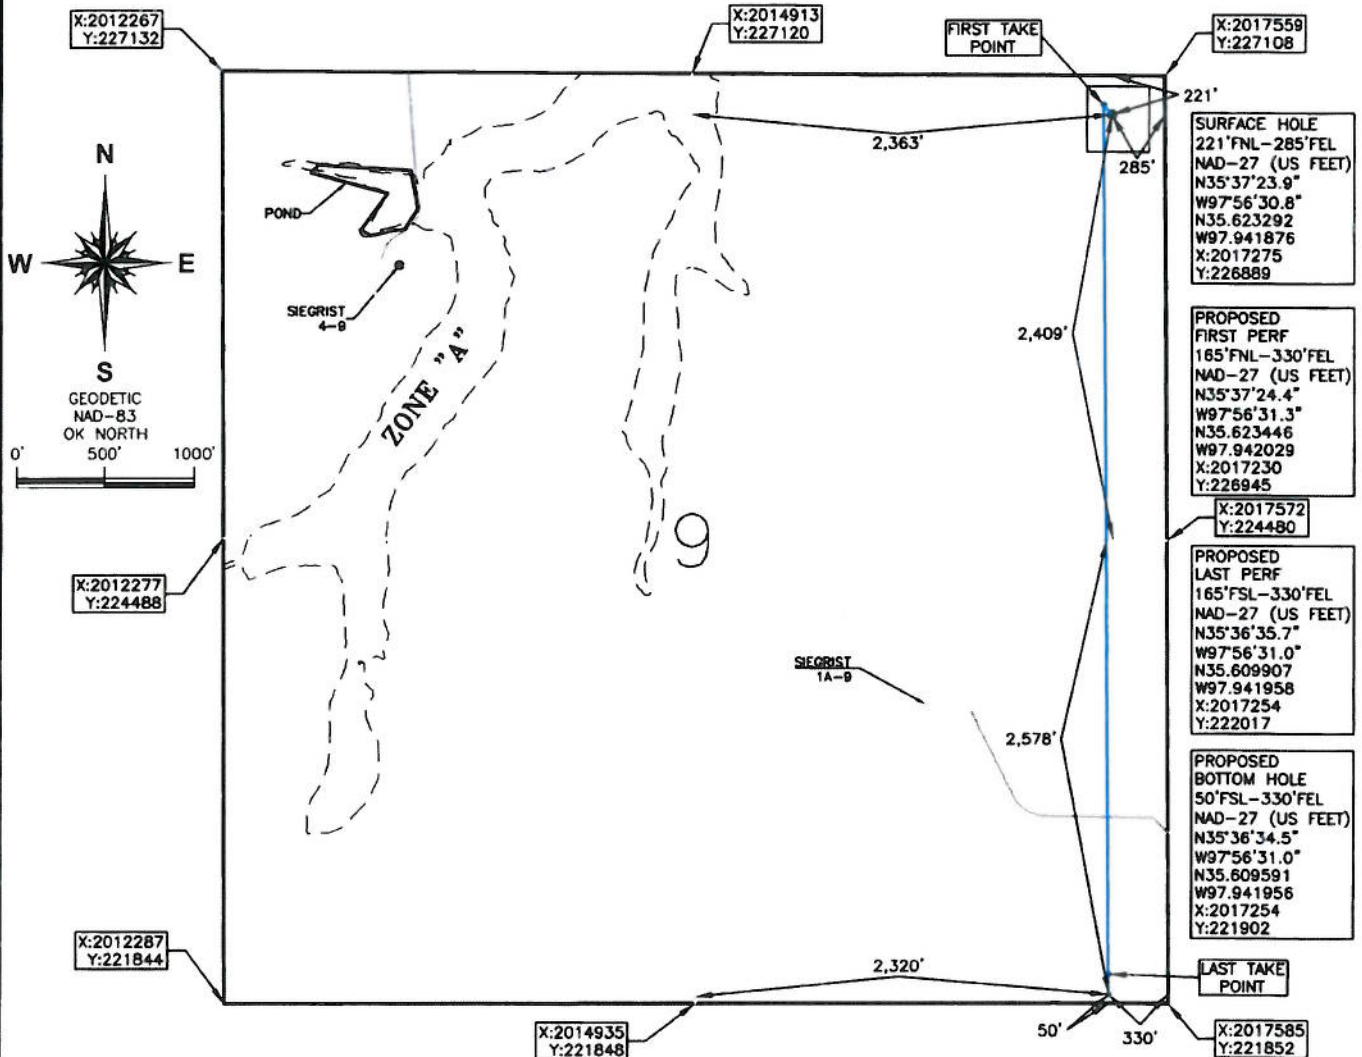 X:2012267
Y:227132
X:2014913
Y:227120
FIRST TAKE
POINT
X:2017559
Y:227108
221'
2,363'
285'
SURFACE HOLE
221'FNL-285'FEL
NAD-27 (US FEET)
N35°37'23.9"
W97°56'30.8"
N35.623292
W97.941876
X:2017275
Y:226889
N
W
E
S
GEODETIC
NAD-83
OK NORTH
0'
500'
1000'
POND
SIEGRIST
4-9
ZONE "A"
2,409'
PROPOSED
FIRST PERF
165'FNL-330'FEL
NAD-27 (US FEET)
N35°37'24.4"
W97°56'31.3"
N35.623446
W97.942029
X:2017230
Y:226945
9
X:2017572
Y:224480
X:2012277
Y:224488
PROPOSED
LAST PERF
165'FSL-330'FEL
NAD-27 (US FEET)
N35°36'35.7"
W97°56'31.0"
N35.609907
W97.941958
X:2017254
Y:222017
SIEGRIST
1A-9
2,578'
PROPOSED
BOTTOM HOLE
50'FSL-330'FEL
NAD-27 (US FEET)
N35°36'34.5"
W97°56'31.0"
N35.609591
W97.941956
X:2017254
Y:221902
X:2012287
Y:221844
2,320'
LAST TAKE
POINT
X:2014935
Y:221848
50'
330'
X:2017585
Y:221852